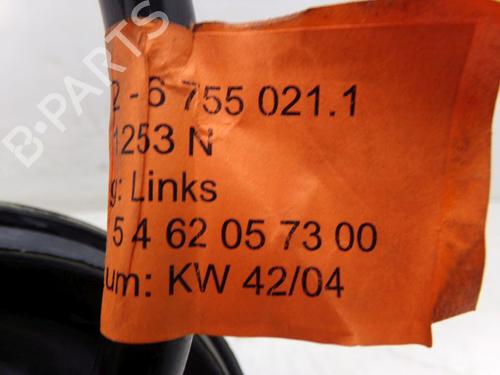 B-PARTS
2 - 6 755 021.1
1253 N
g: Links
5 4 62 05 73 00
um: KW 42/04